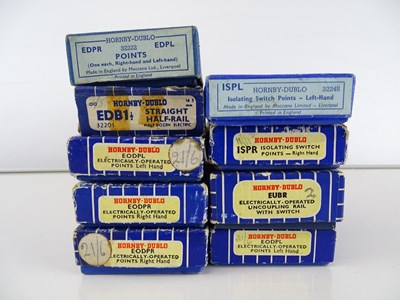 HORNBY-DUBLO
EDPR 32222 EDPL
POINTS
(One each, Right-hand and Left-hand)
Made in England by Meccano Ltd., Liverpool
Printed in England
HORNBY-DUBLO
EDB1½ STRAIGHT
32201 HALF-RAIL
HORNBY-DUBLO
EODPL
ELECTRICALLY-OPERATED
POINTS Left Hand
21/6
HORNBY-DUBLO
EODPR
ELECTRICALLY-OPERATED
POINTS Right Hand
21/6
HORNBY-DUBLO
EODPR
ELECTRICALLY-OPERATED
POINTS Right Hand
ISPL HORNBY-DUBLO
Isolating Switch Points - Left-Hand
Made in England by Meccano Limited - Liverpool
Printed in England
HORNBY-DUBLO
ISPR ISOLATING SWITCH
POINTS - Right Hand
HORNBY-DUBLO
EUBR
2
ELECTRICALLY-OPERATED
UNCOUPLING RAIL
WITH SWITCH
HORNBY-DUBLO
EODPL
ELECTRICALLY-OPERATED
POINTS Left Hand